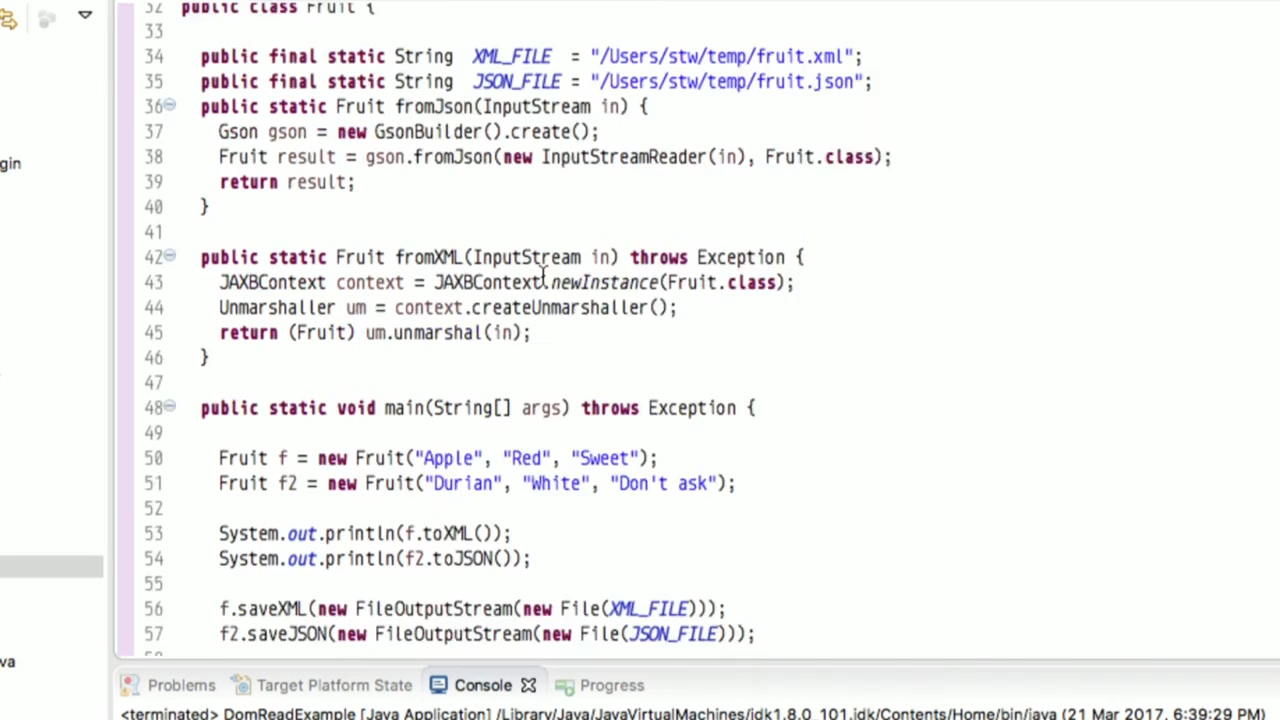 gin
va
32 public class Fruit {
33
34 public final static String XML_FILE = "/Users/stw/temp/fruit.xml";
35 public final static String JSON_FILE = "/Users/stw/temp/fruit.json";
36 public static Fruit fromJson(InputStream in) {
37 Gson gson = new GsonBuilder().create();
38 Fruit result = gson.fromJson(new InputStreamReader(in), Fruit.class);
39 return result;
40 }
41
42 public static Fruit fromXML(InputStream in) throws Exception {
43 JAXBContext context = JAXBContext.newInstance(Fruit.class);
44 Unmarshaller um = context.createUnmarshaller();
45 return (Fruit) um.unmarshal(in);
46 }
47
48 public static void main(String[] args) throws Exception {
49
50 Fruit f = new Fruit("Apple", "Red", "Sweet");
51 Fruit f2 = new Fruit("Durian", "White", "Don't ask");
52
53 System.out.println(f.toXML());
54 System.out.println(f2.toJSON());
55
56 f.saveXML(new FileOutputStream(new File(XML_FILE)));
57 f2.saveJSON(new FileOutputStream(new File(JSON_FILE)));
Problems Target Platform State Console Progress
<terminated> DomReadExample [Java Application] /Library/Java/JavaVirtualMachines/jdk1.8.0_101.jdk/Contents/Home/bin/java (21 Mar 2017, 6:39:29 PM)